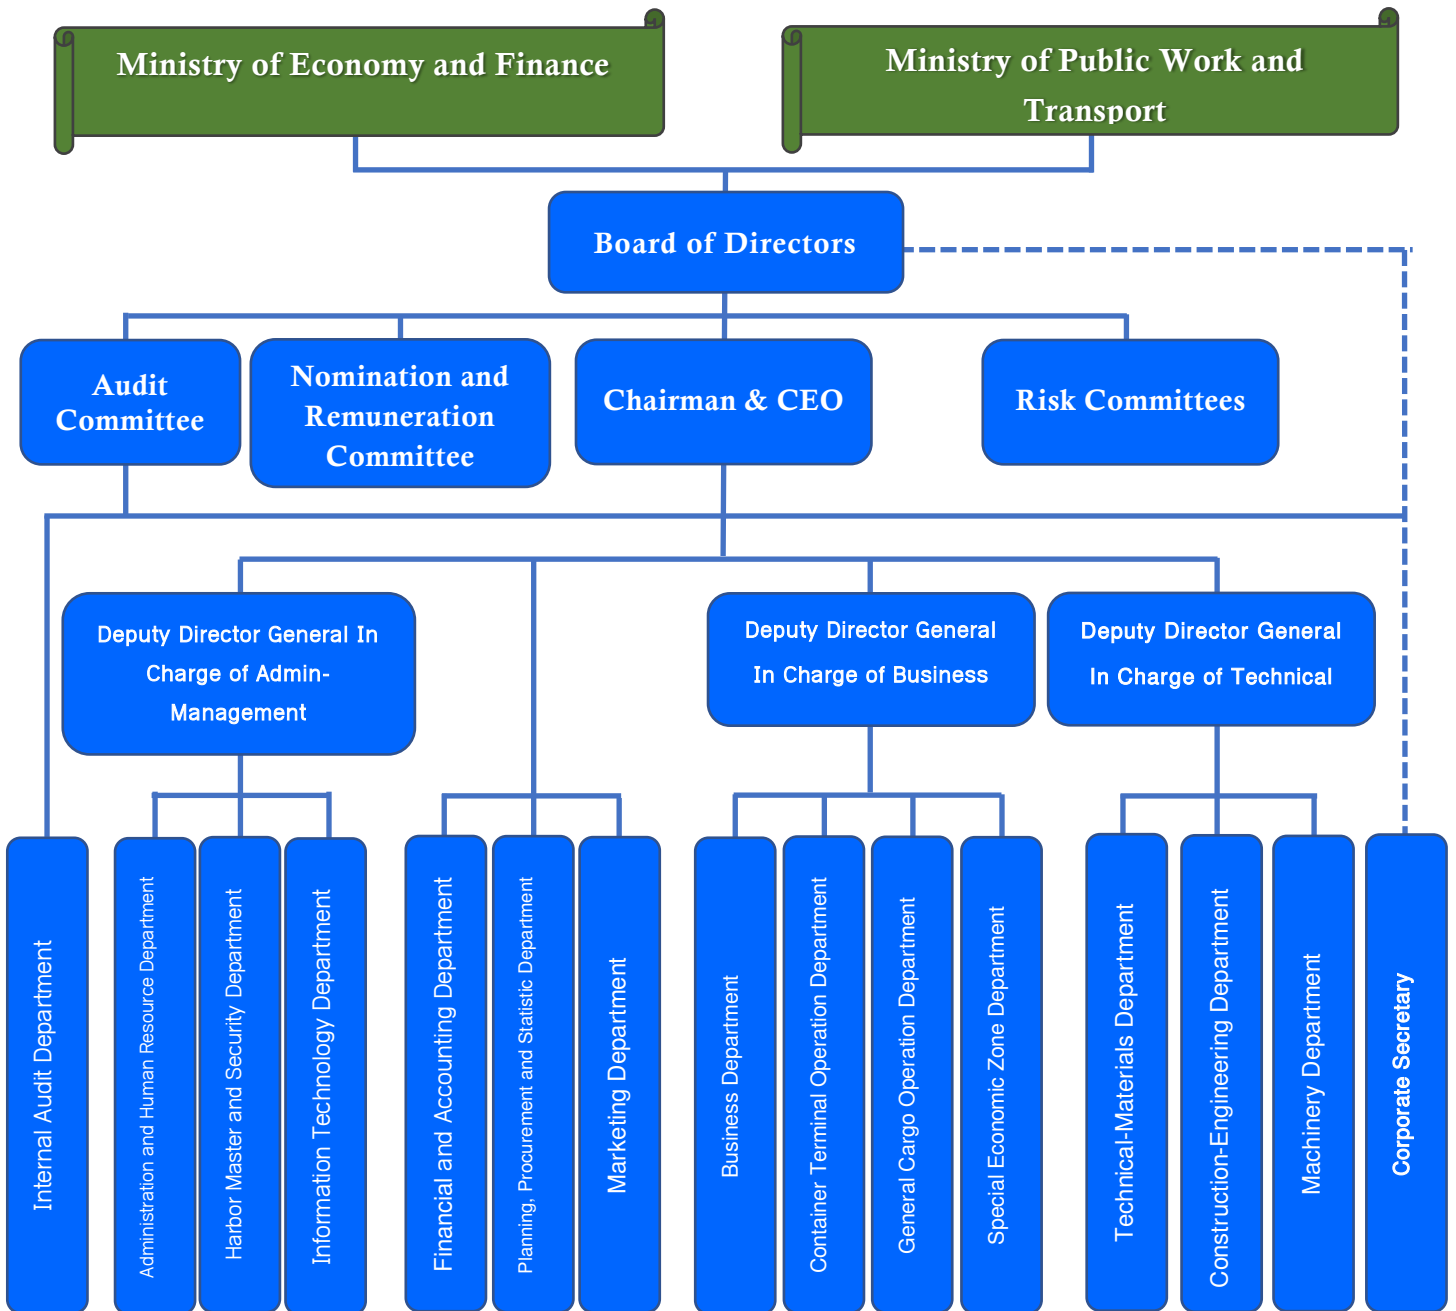 Ministry of Economy and Finance
Ministry of Public Work and
Transport
Board of Directors
Audit
Committee
Nomination and
Remuneration
Committee
Chairman & CEO
Risk Committees
Deputy Director General In
Charge of Admin-
Management
Deputy Director General
In Charge of Business
Deputy Director General
In Charge of Technical
Internal Audit Department
Administration and Human Resource Department
Harbor Master and Security Department
Information Technology Department
Financial and Accounting Department
Planning, Procurement and Statistic Department
Marketing Department
Business Department
Container Terminal Operation Department
General Cargo Operation Department
Special Economic Zone Department
Technical-Materials Department
Construction-Engineering Department
Machinery Department
Corporate Secretary